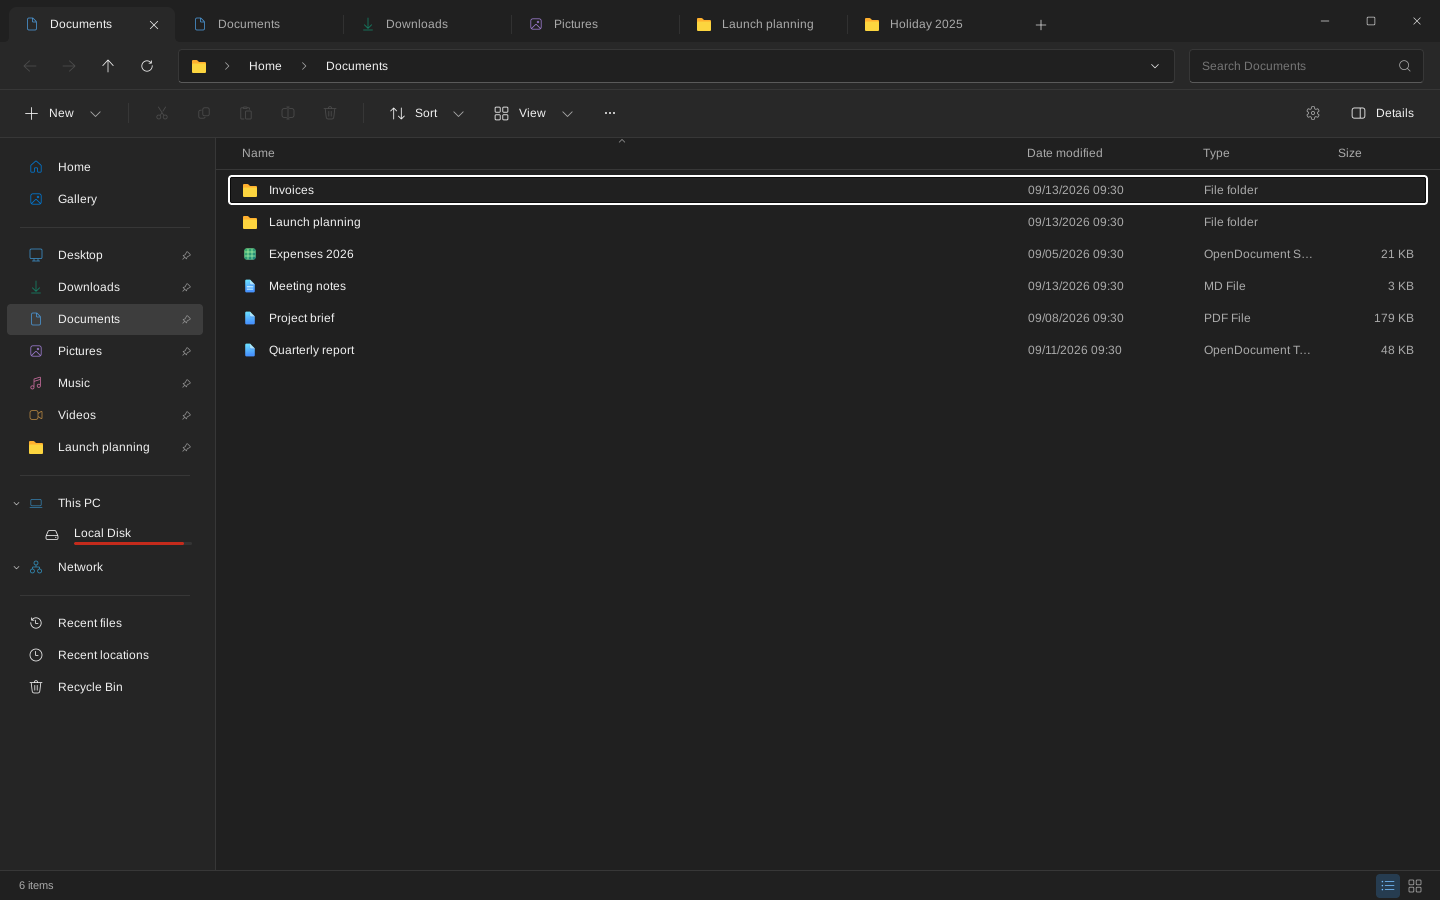 Documents
Documents
Downloads
Pictures
Launch planning
Holiday 2025
Home
Documents
Search Documents
New
Sort
View
Details
Home
Gallery
Desktop
Downloads
Documents
Pictures
Music
Videos
Launch planning
This PC
Local Disk
Network
Recent files
Recent locations
Recycle Bin
Name Date modified Type Size
Invoices 09/13/2026 09:30 File folder
Launch planning 09/13/2026 09:30 File folder
Expenses 2026 09/05/2026 09:30 OpenDocument S... 21 KB
Meeting notes 09/13/2026 09:30 MD File 3 KB
Project brief 09/08/2026 09:30 PDF File 179 KB
Quarterly report 09/11/2026 09:30 OpenDocument T... 48 KB
6 items